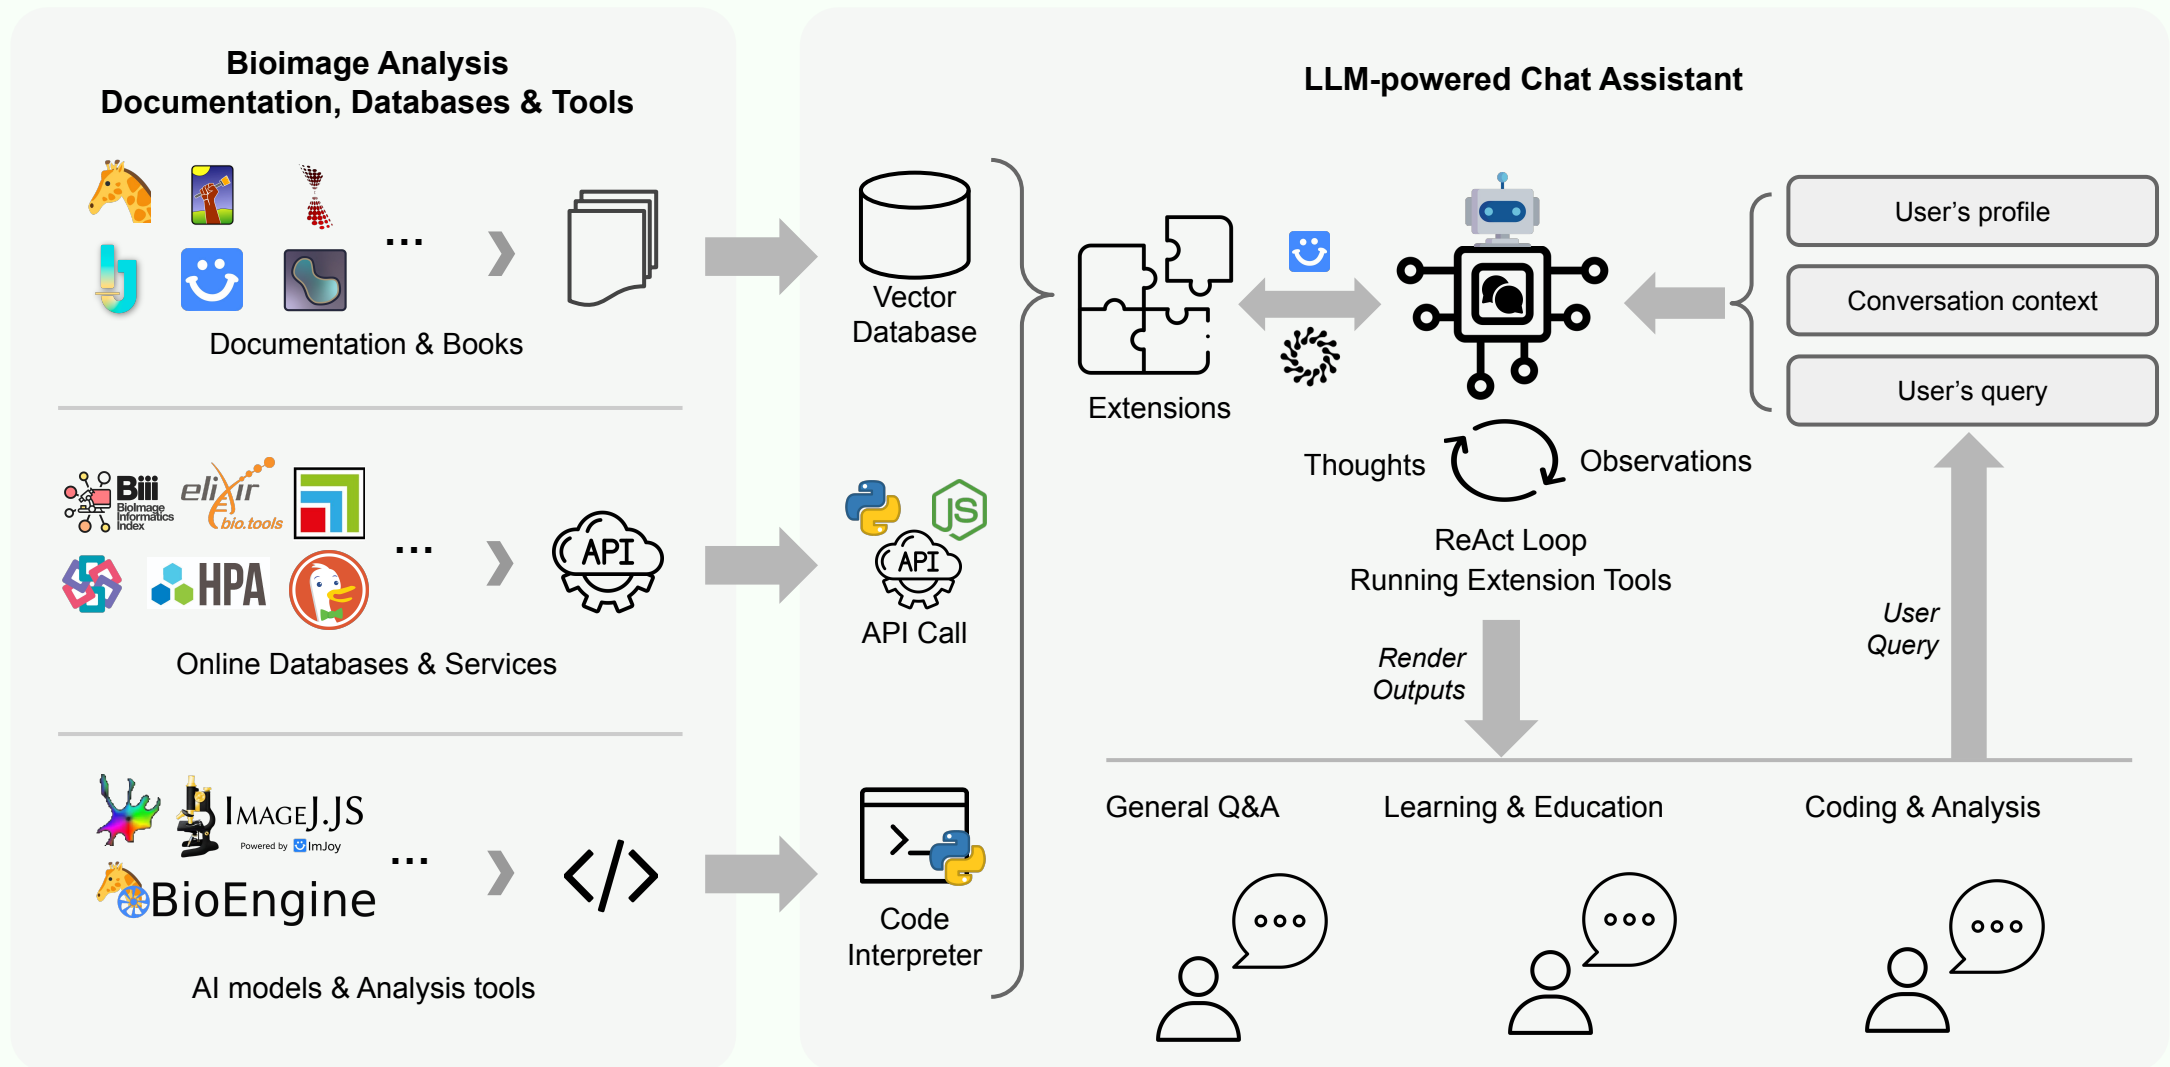 Bioimage Analysis
Documentation, Databases & Tools
...
Documentation & Books
Biii
BioImage
Informatics
Index
elixir
bio.tools
HPA
...
API
Online Databases & Services
IMAGEJ.JS
Powered by ImJoy
BioEngine
...
</>
AI models & Analysis tools
LLM-powered Chat Assistant
Vector
Database
JS
API
API Call
>_
Code
Interpreter
Extensions
Thoughts
Observations
ReAct Loop
Running Extension Tools
User’s profile
Conversation context
User’s query
Render
Outputs
User
Query
General Q&A
Learning & Education
Coding & Analysis